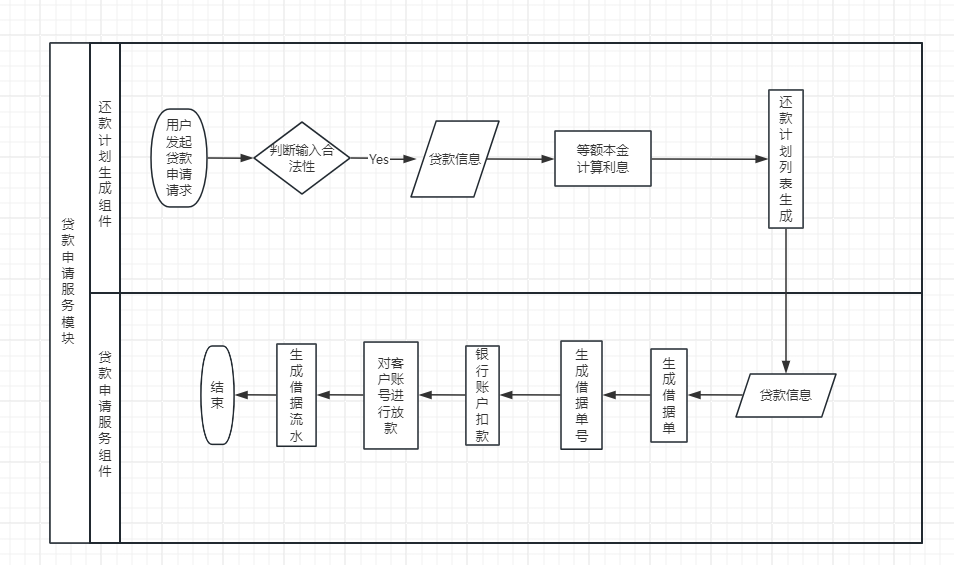 贷款申请服务模块
还款计划生成组件
用户
发起
贷款
申请
请求
判断输入合
法性
Yes
贷款信息
等额本金
计算利息
还款计划列表生成
贷款申请服务组件
结
束
生成借据流水
对客
户账
号进
行放
款
银行账户扣款
生成借据单号
生成借据单
贷款信息